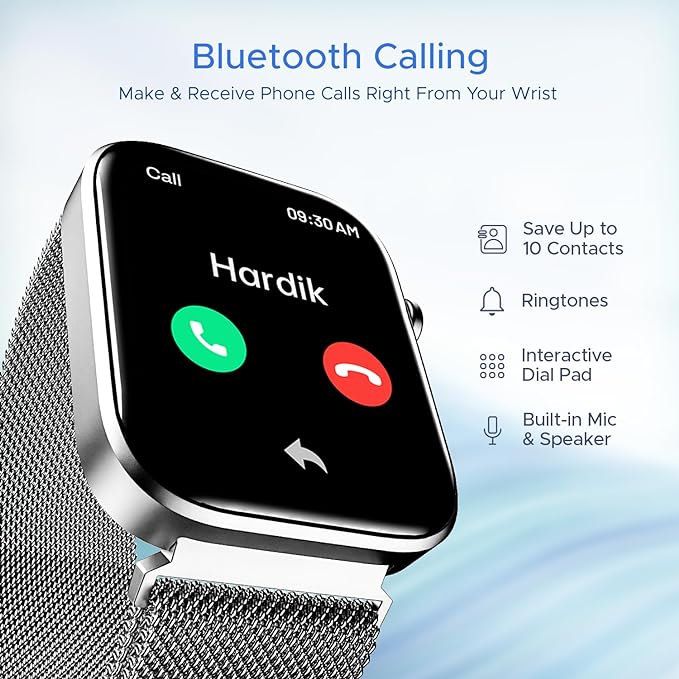 Bluetooth Calling
Make & Receive Phone Calls Right From Your Wrist
Call
09:30 AM
Hardik
Save Up to
10 Contacts
Ringtones
Interactive
Dial Pad
Built-in Mic
& Speaker